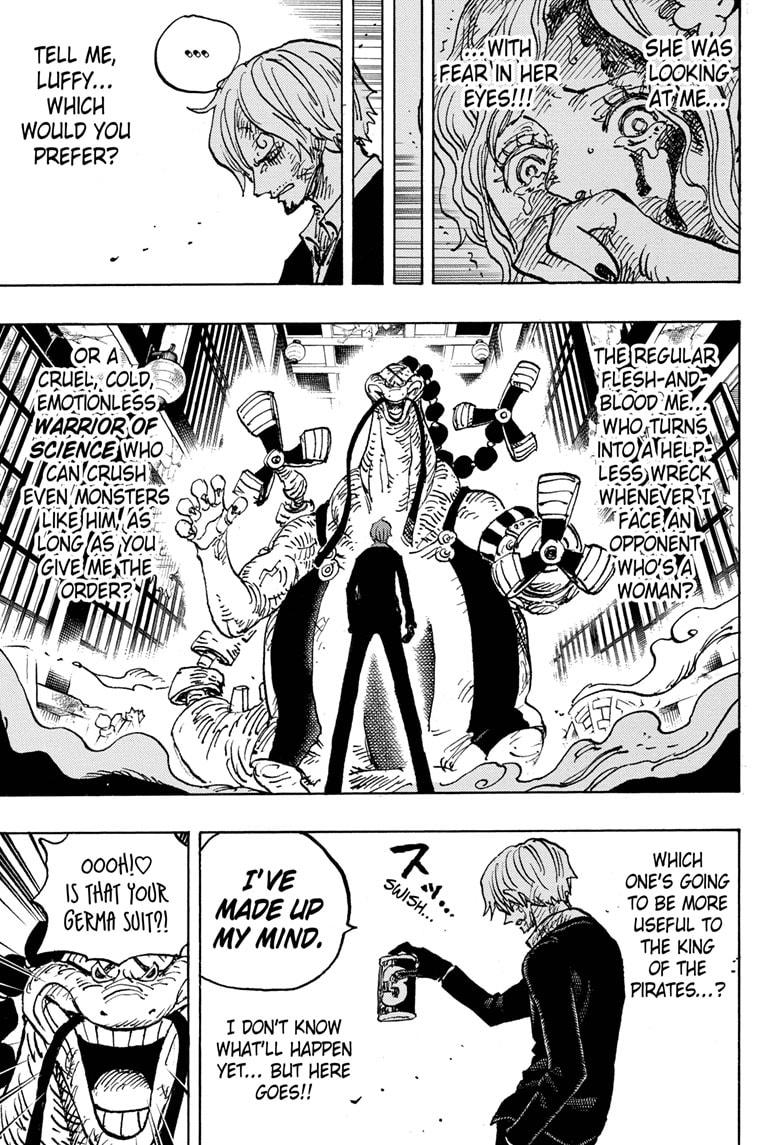 SHE WAS
LOOKING
AT ME...
...WITH
FEAR IN HER
EYES!!!
...
TELL ME,
LUFFY...
WHICH
WOULD YOU
PREFER?
THE REGULAR
FLESH-AND-
BLOOD ME...
WHO TURNS
INTO A HELP-
LESS WRECK
WHENEVER I
FACE AN
OPPONENT
WHO'S A
WOMAN?
OR A
CRUEL, COLD,
EMOTIONLESS
WARRIOR OF
SCIENCE WHO
CAN CRUSH
EVEN MONSTERS
LIKE HIM, AS
LONG AS YOU
GIVE ME THE
ORDER?
WHICH
ONE'S GOING
TO BE MORE
USEFUL TO
THE KING
OF THE
PIRATES...?
スッ...
SWISH...
3
I'VE
MADE UP
MY MIND.
I DON'T KNOW
WHAT'LL HAPPEN
YET... BUT HERE
GOES!!
OOOH!♡
IS THAT YOUR
GERMA SUIT?!